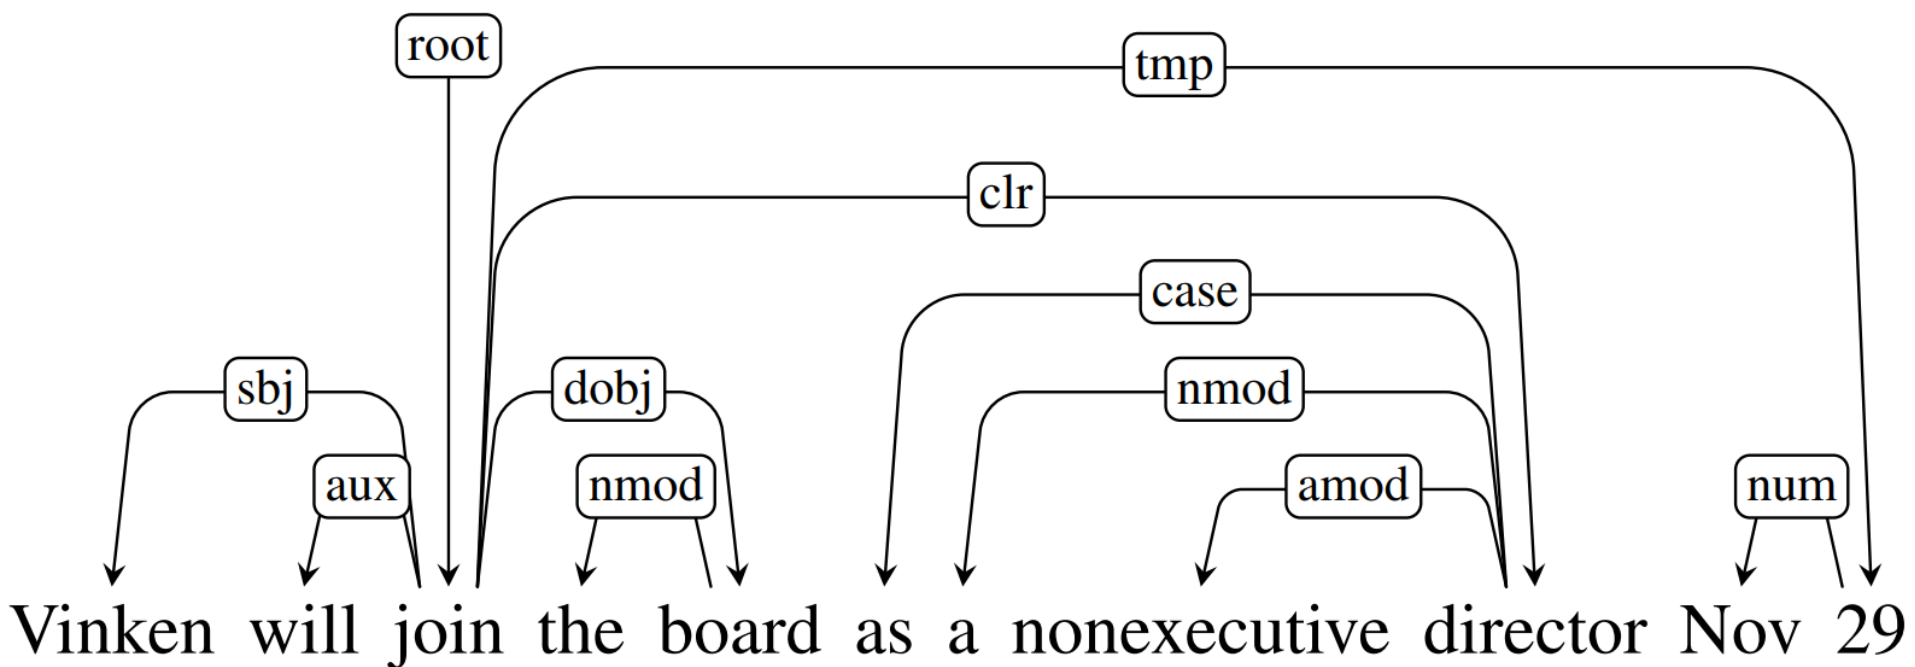 root
tmp
clr
case
sbj dobj nmod
aux nmod amod num
Vinken will join the board as a nonexecutive director Nov 29